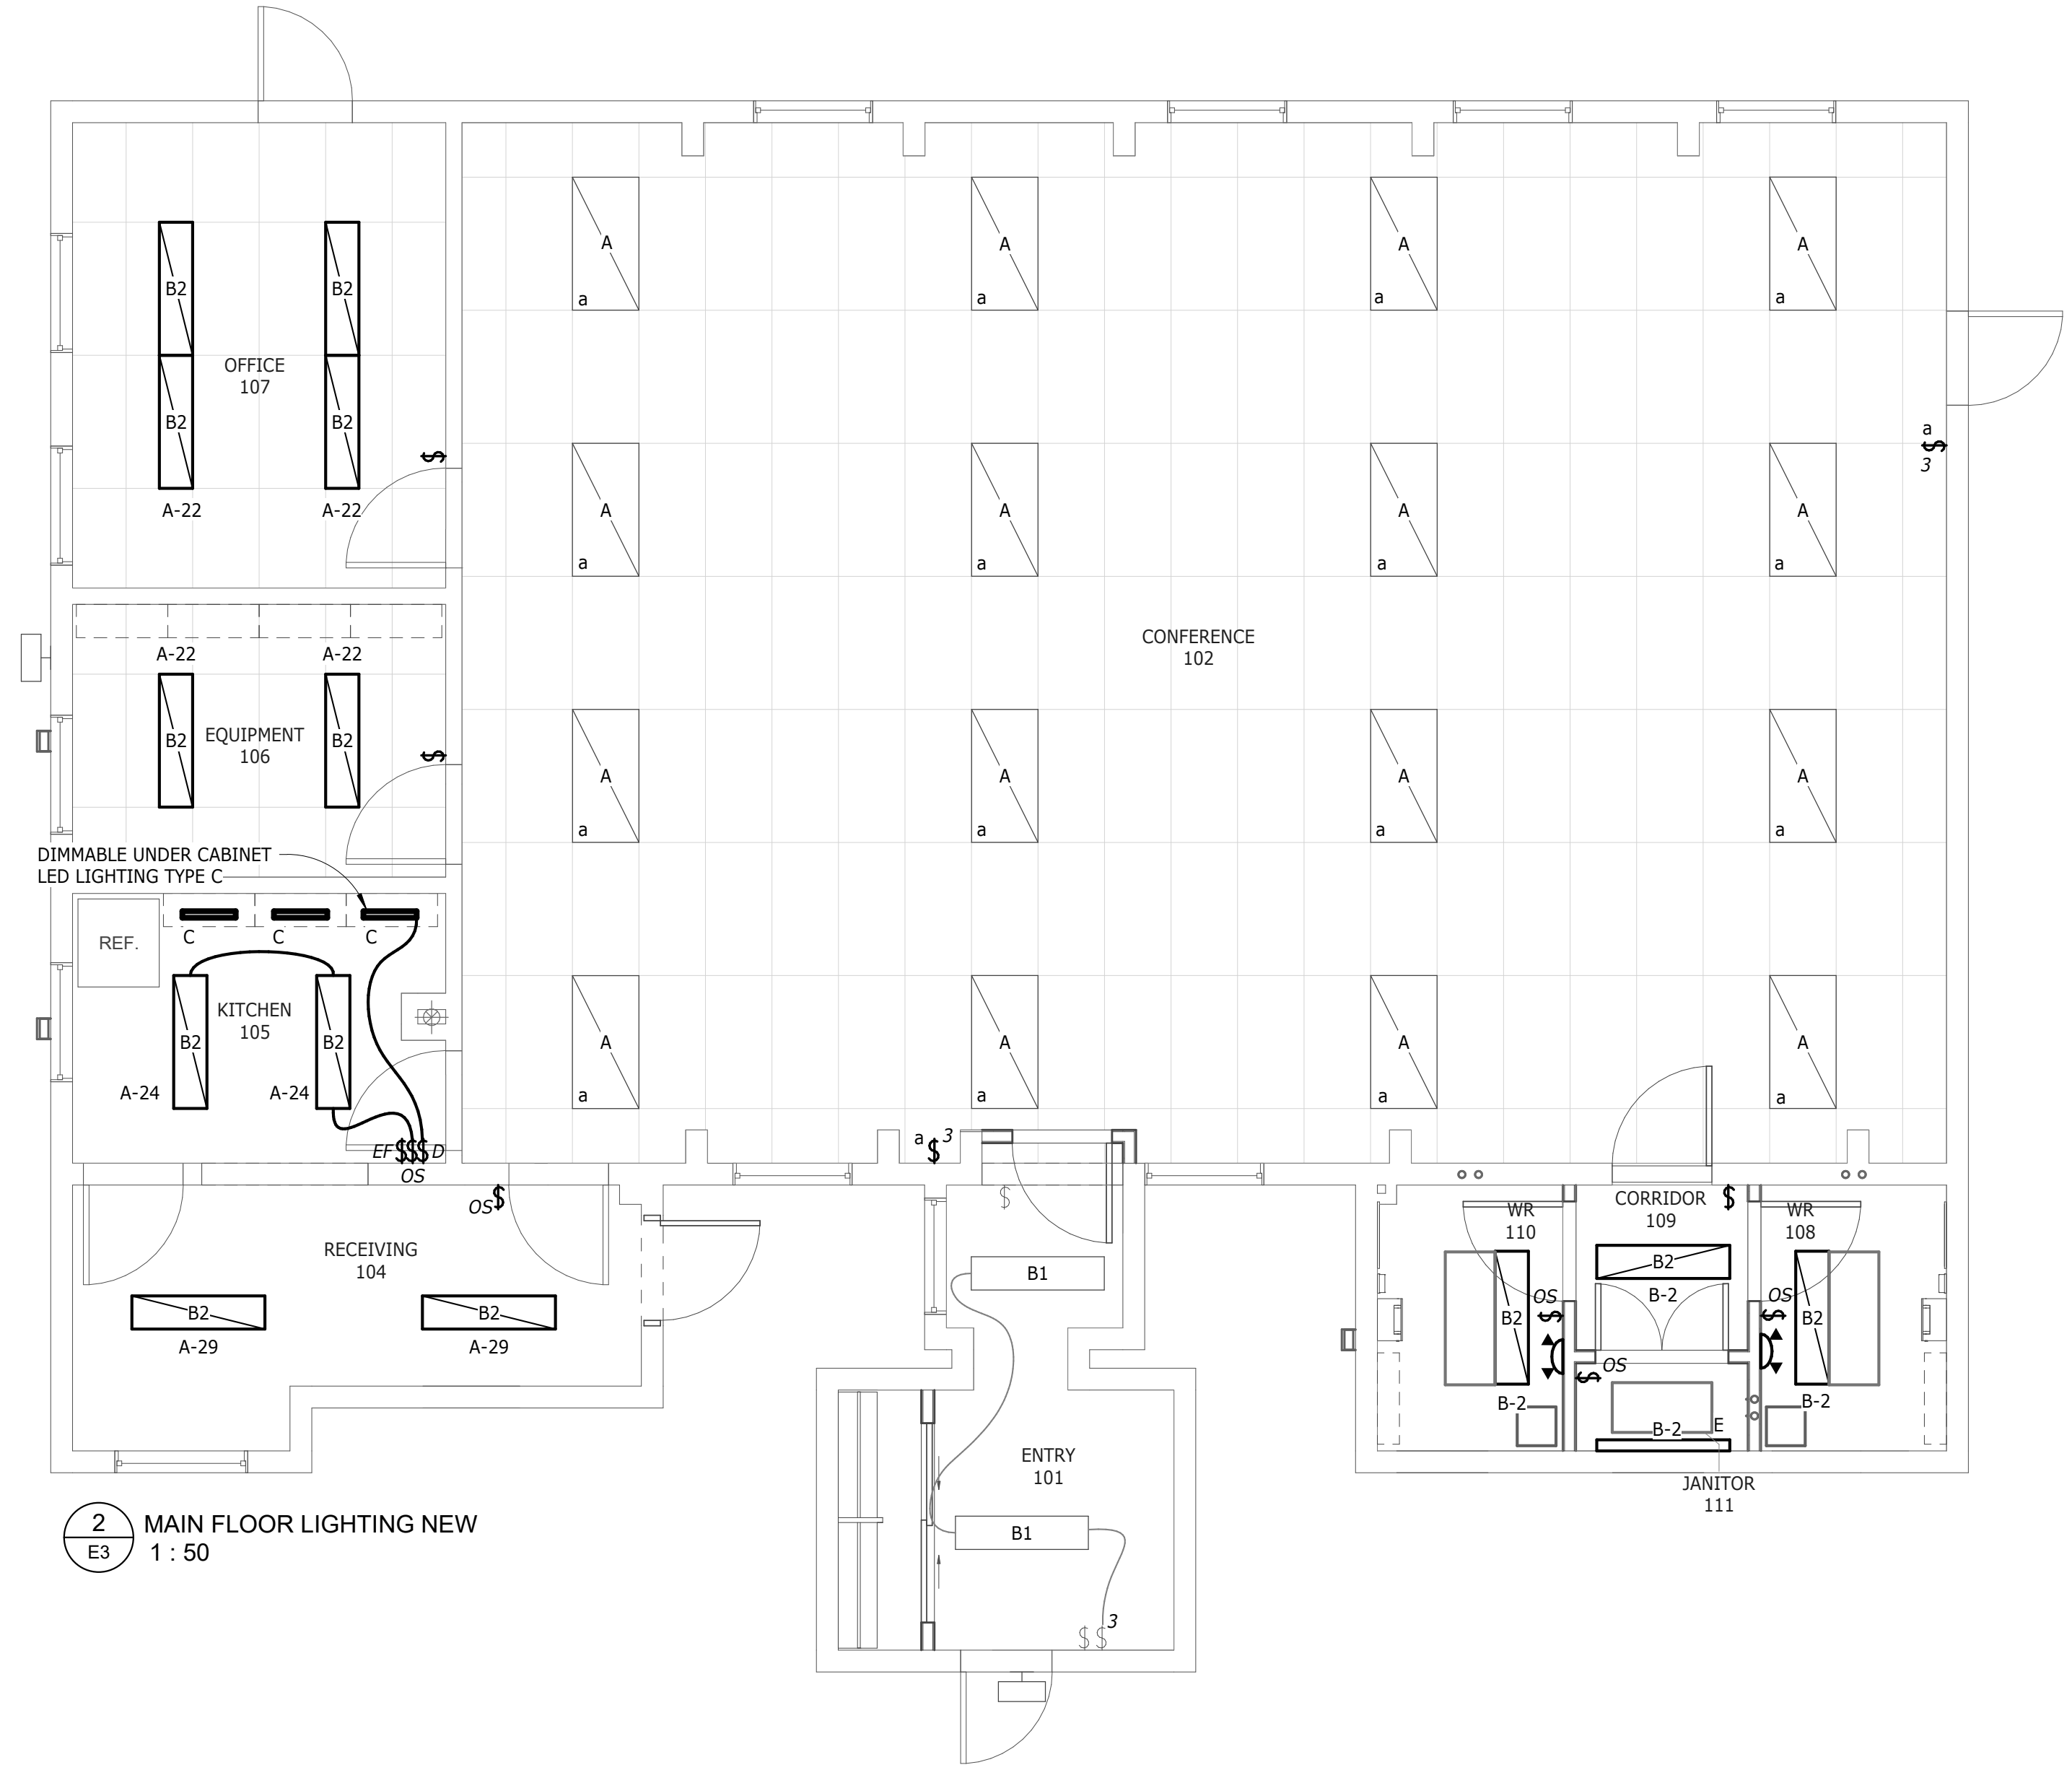 A
A
A
A
a
a
a
a
B2
B2
OFFICE
107
B2
B2
$
A-22
A-22
A
A
A
A
a
a
a
a
a
$
3
CONFERENCE
102
A-22
A-22
B2
B2
EQUIPMENT
106
$
A
A
A
A
a
a
a
a
DIMMABLE UNDER CABINET
LED LIGHTING TYPE C
C
C
C
REF.
KITCHEN
105
B2
B2
A-24
A-24
A
A
A
A
a
a
a
a
EF $$$ D
OS
a $ 3
OS $
$
RECEIVING
104
B2
B2
A-29
A-29
B1
WR
110
CORRIDOR
109
$
WR
108
B2
B-2
OS
$
OS
$
B2
B2
OS
$
B-2
B-2
B-2
E
JANITOR
111
ENTRY
101
B1
$ $ 3
2
E3
MAIN FLOOR LIGHTING NEW
1 : 50